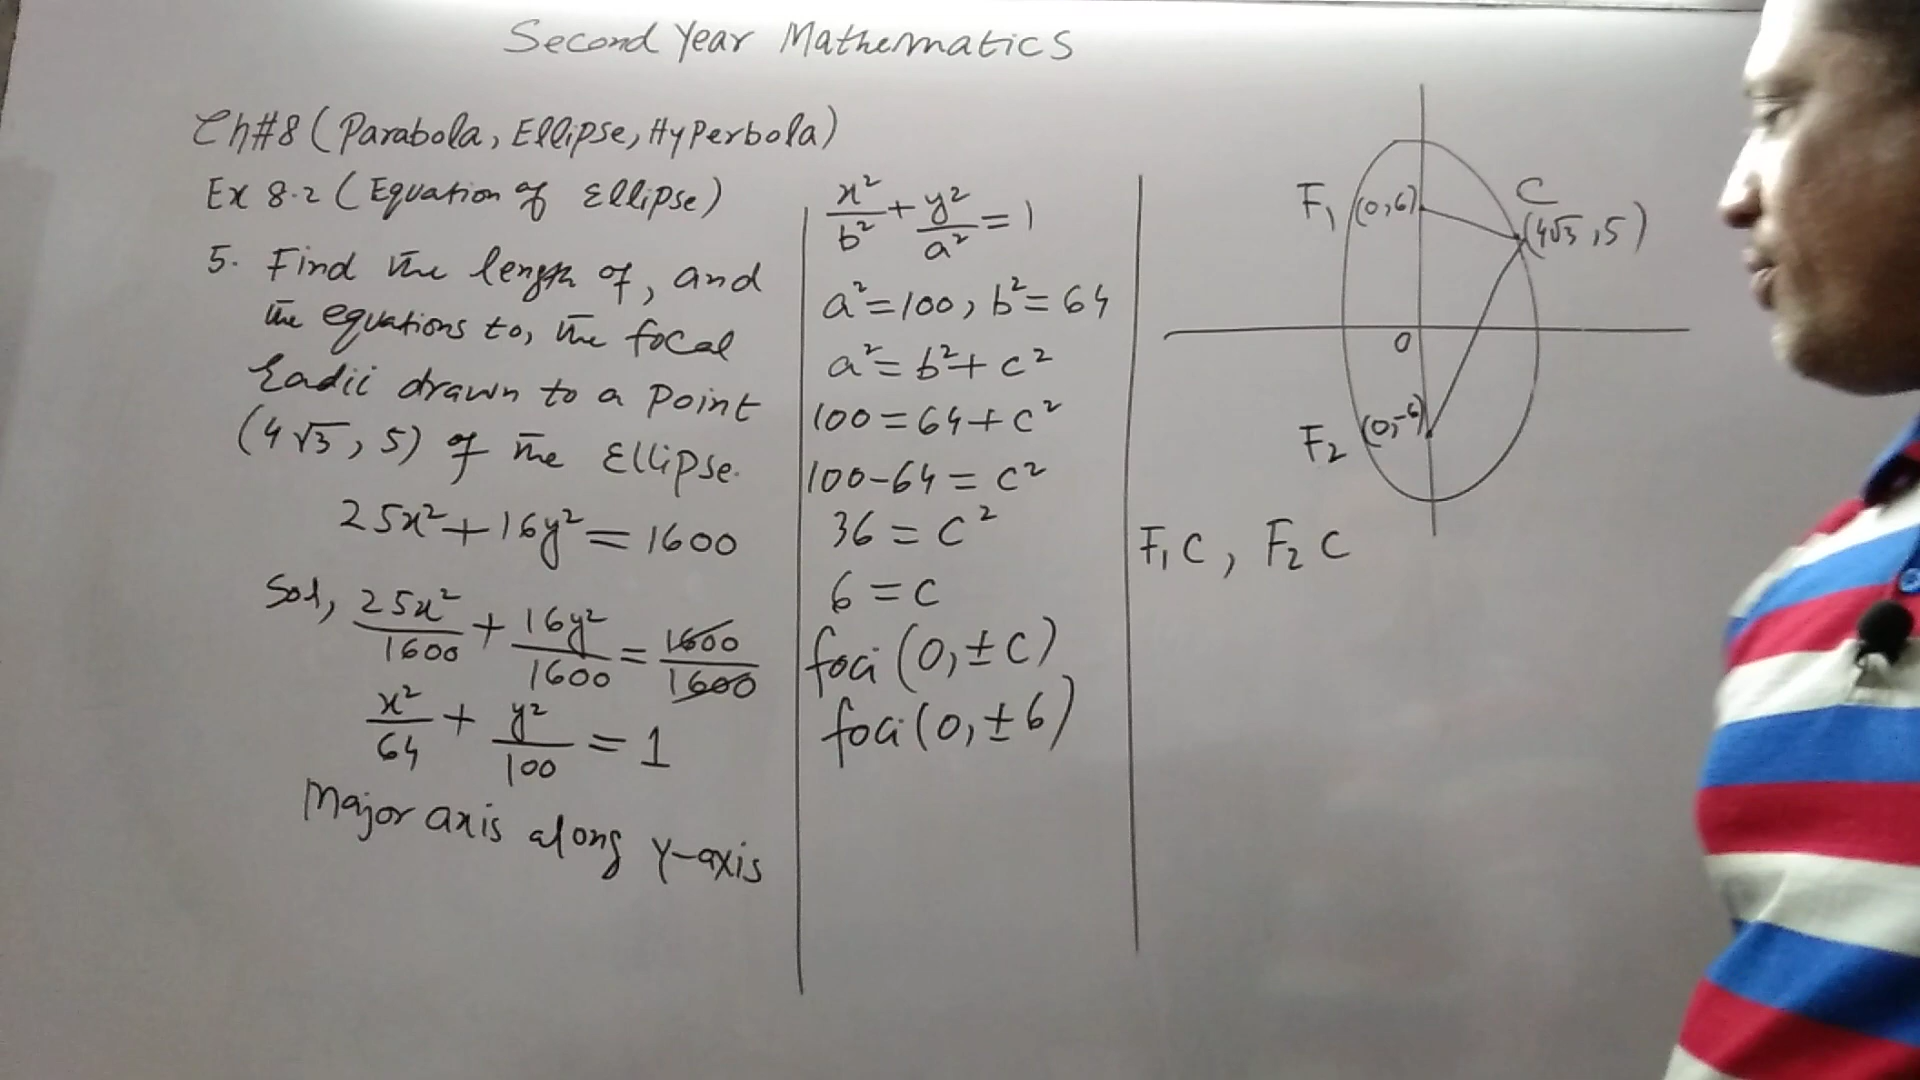 Second Year Mathematics
Ch#8 (Parabola, Ellipse, Hyperbola)
Ex 8.2 (Equation of Ellipse)
5. Find the length of, and
the equations to, the focal
radii drawn to a point
(4√3, 5) of the Ellipse.
25x² + 16y² = 1600
Sol, 25x²/1600 + 16y²/1600 = 1600/1600
x²/64 + y²/100 = 1
Major axis along Y-axis
x²/b² + y²/a² = 1
a² = 100, b² = 64
a² = b² + c²
100 = 64 + c²
100 - 64 = c²
36 = c²
6 = c
foci (0, ±c)
foci (0, ±6)
C
F₁ (0,6)
(4√3, 5)
O
F₂ (0,-6)
F₁C, F₂C